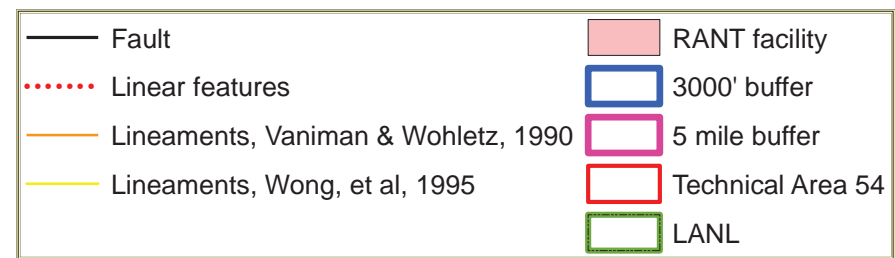 Fault
Linear features
Lineaments, Vaniman & Wohletz, 1990
Lineaments, Wong, et al, 1995
RANT facility
3000' buffer
5 mile buffer
Technical Area 54
LANL